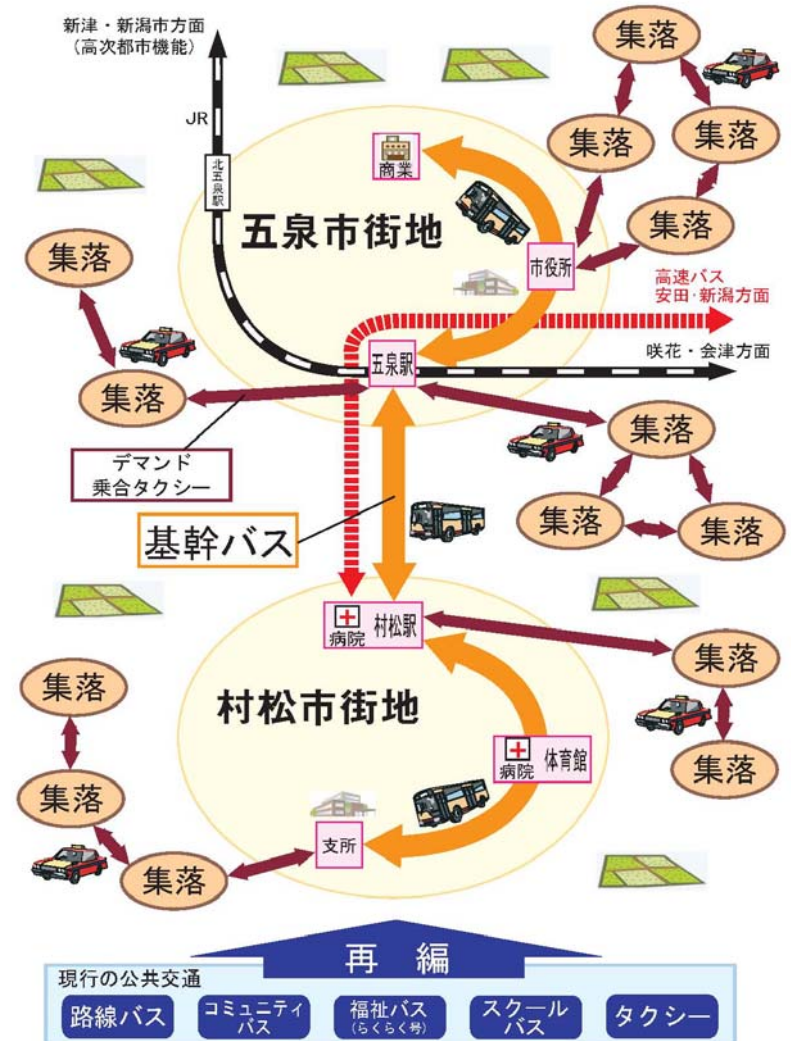 新津・新潟市方面
(高次都市機能)
JR
北五泉駅
商業
五泉市街地
市役所
集落
集落
集落
集落
高速バス
安田・新潟方面
咲花・会津方面
五泉駅
集落
集落
デマンド
乗合タクシー
基幹バス
集落
集落
集落
病院
村松駅
村松市街地
病院
体育館
支所
集落
集落
集落
集落
集落
再編
現行の公共交通
路線バス
コミュニティ
バス
福祉バス
(らくらく号)
スクール
バス
タクシー